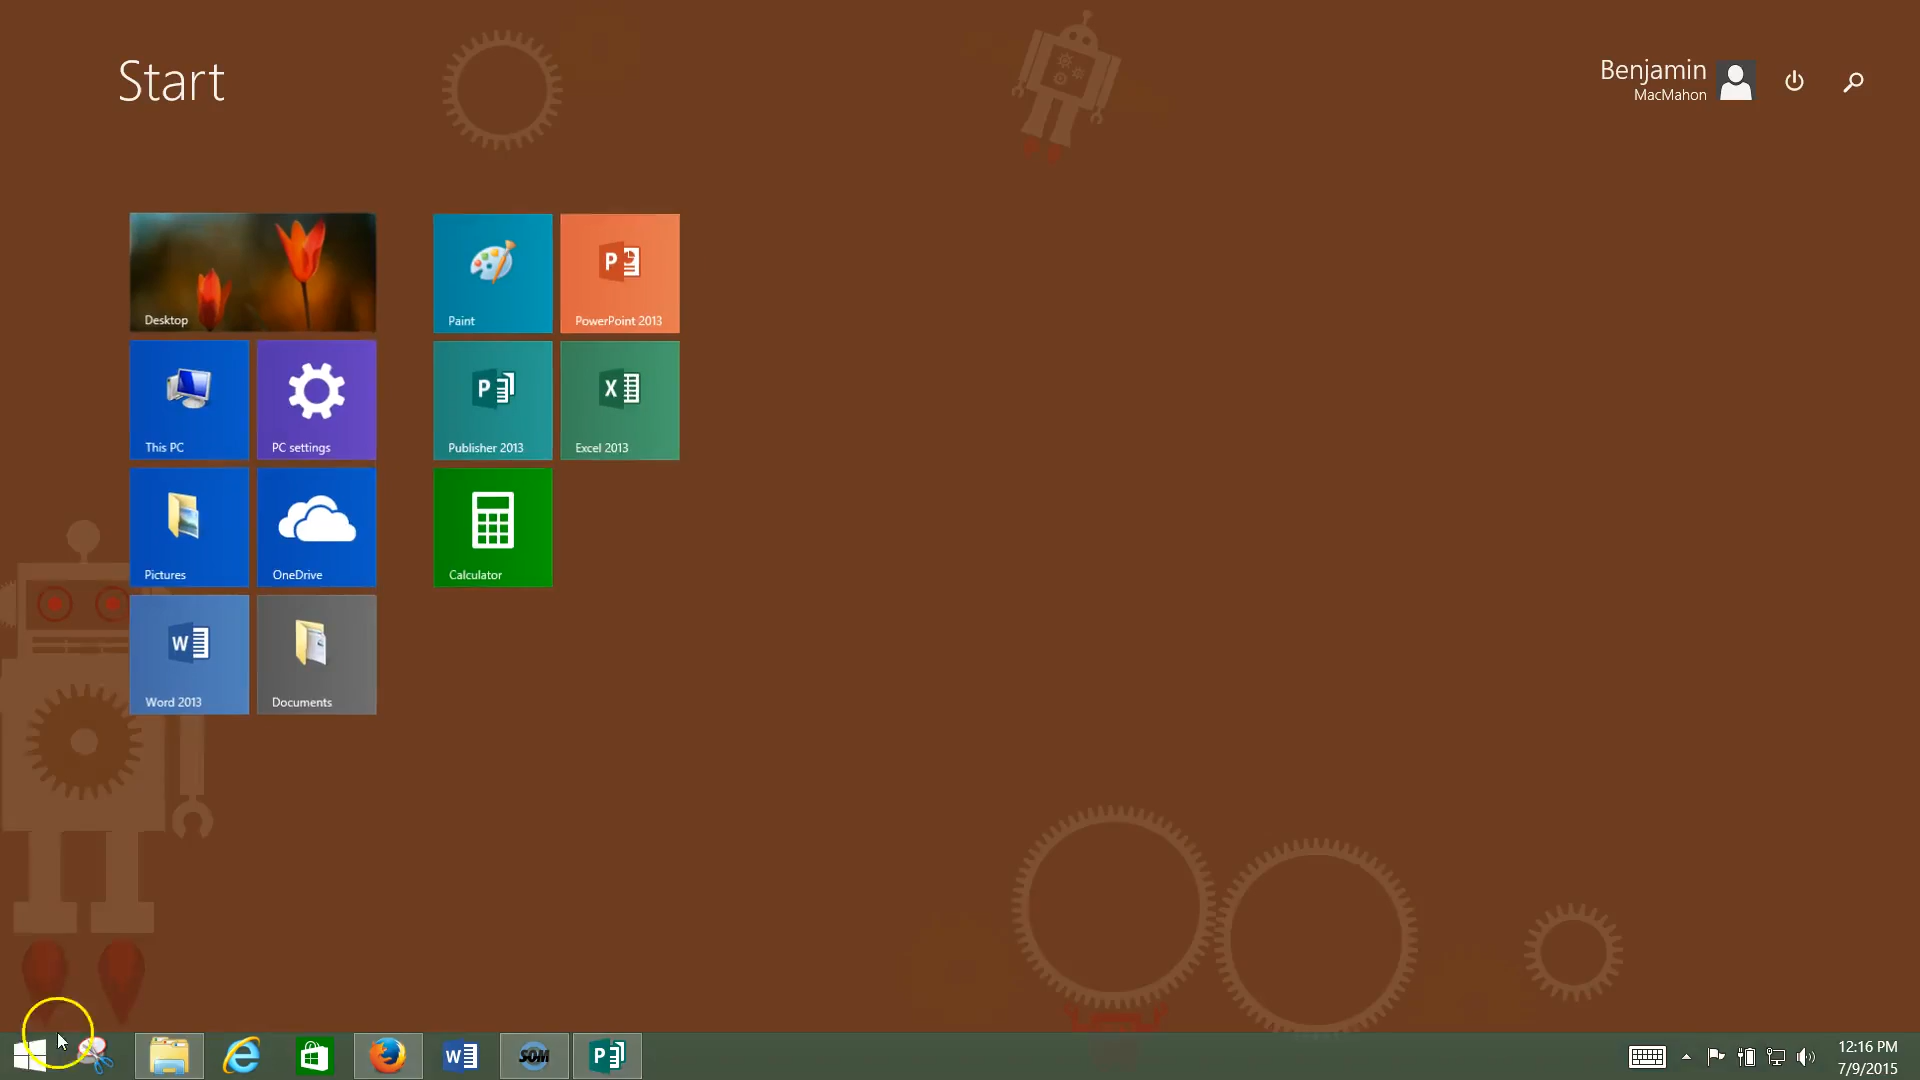 Start
Benjamin
MacMahon
Desktop
Paint
PowerPoint 2013
This PC
PC settings
Publisher 2013
Excel 2013
Pictures
OneDrive
Calculator
Word 2013
Documents
SOM
12:16 PM
7/9/2015